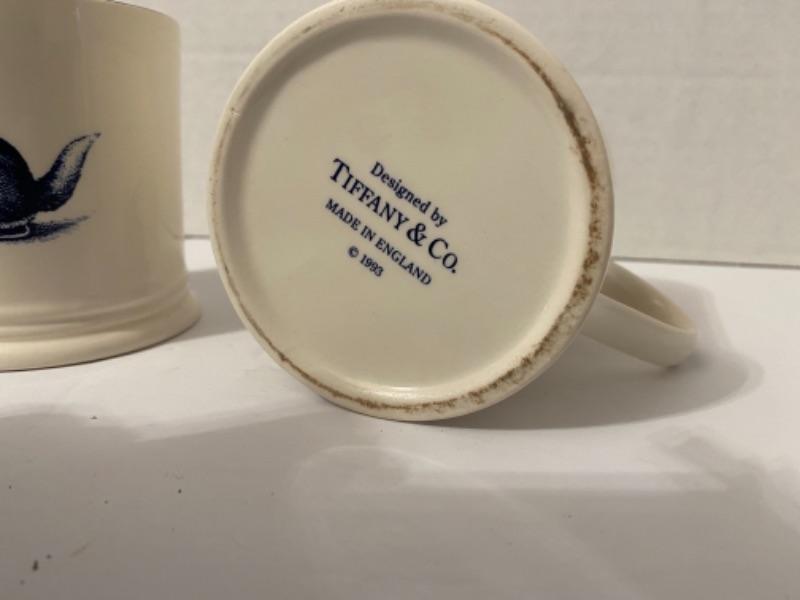 Designed by
TIFFANY & CO.
MADE IN ENGLAND
© 1993